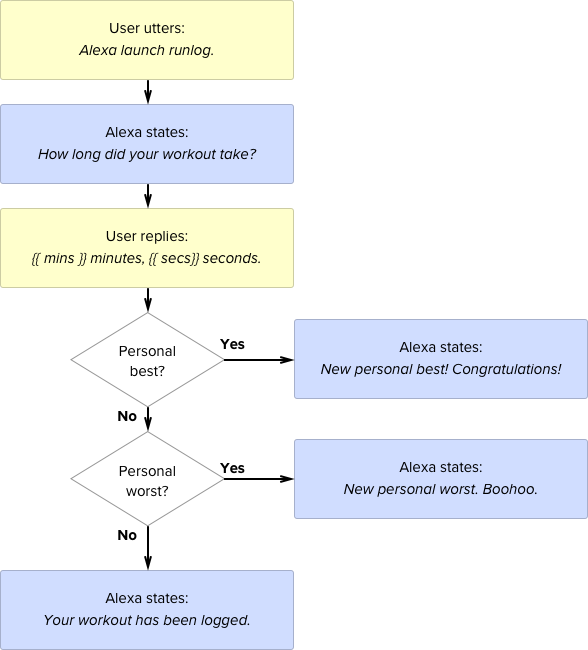 User utters:
Alexa launch runlog.
Alexa states:
How long did your workout take?
User replies:
{{ mins }} minutes, {{ secs}} seconds.
Personal
best?
Yes
Alexa states:
New personal best! Congratulations!
No
Personal
worst?
Yes
Alexa states:
New personal worst. Boohoo.
No
Alexa states:
Your workout has been logged.